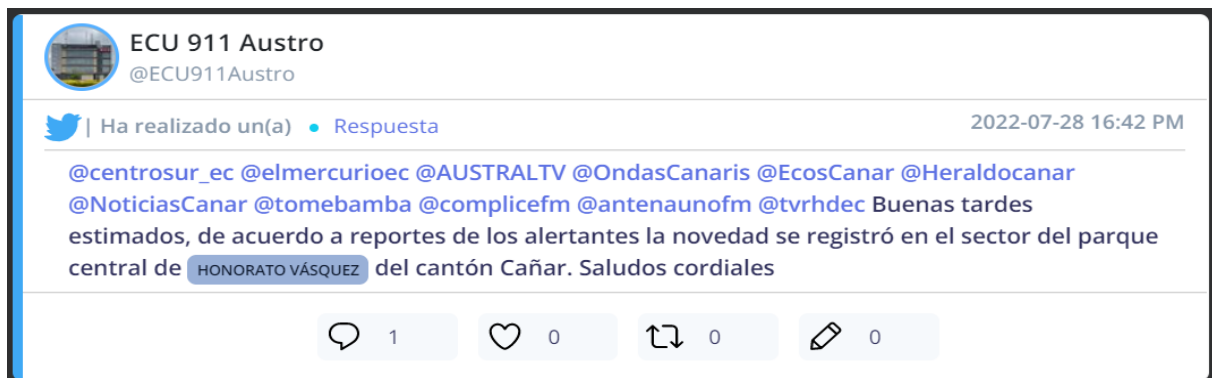 ECU 911 Austro
@ECU911Austro
| Ha realizado un(a) • Respuesta 2022-07-28 16:42 PM
@centrosur_ec @elmercurioec @AUSTRALTV @OndasCanaris @EcosCanar @Heraldocanar
@NoticiasCanar @tomebamba @complicefm @antenaunofm @tvrhdec Buenas tardes
estimados, de acuerdo a reportes de los alertantes la novedad se registró en el sector del parque
central de HONORATO VÁSQUEZ del cantón Cañar. Saludos cordiales
1 0 0 0